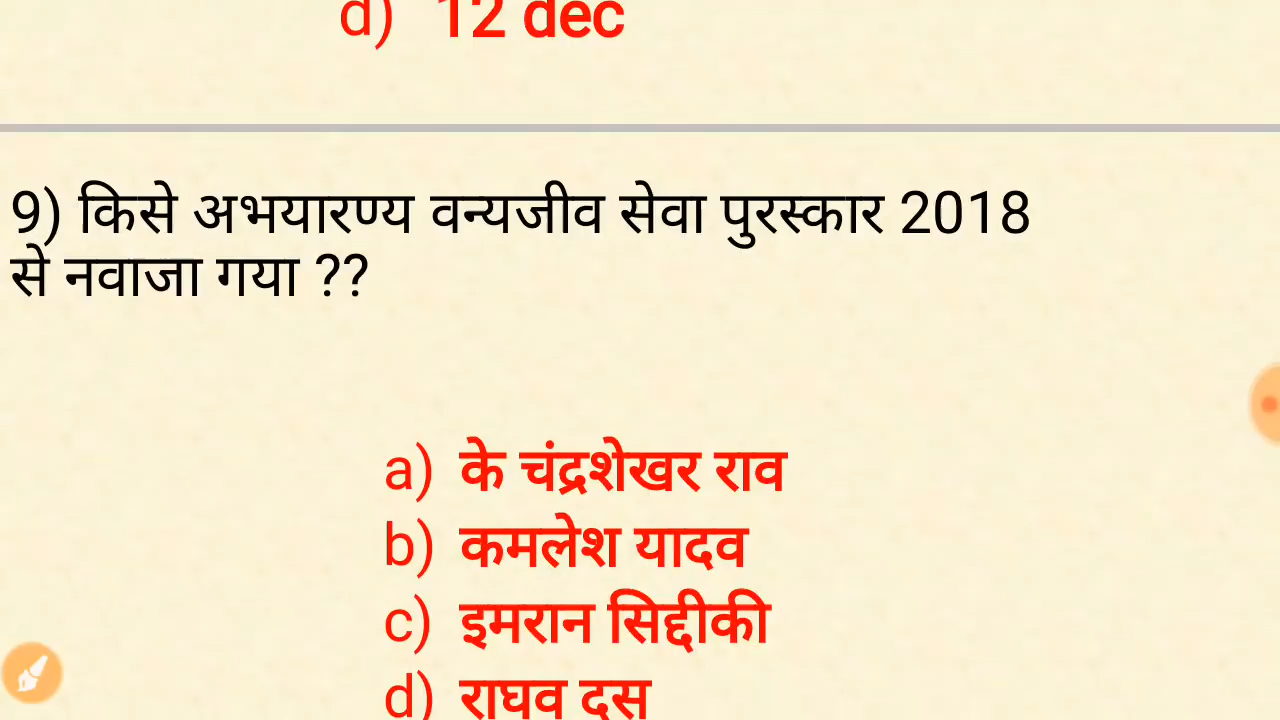 d) 12 dec
9) किसे अभयारण्य वन्यजीव सेवा पुरस्कार 2018
से नवाजा गया ??
a) के चंद्रशेखर राव
b) कमलेश यादव
c) इमरान सिद्दीकी
d) राघव दस